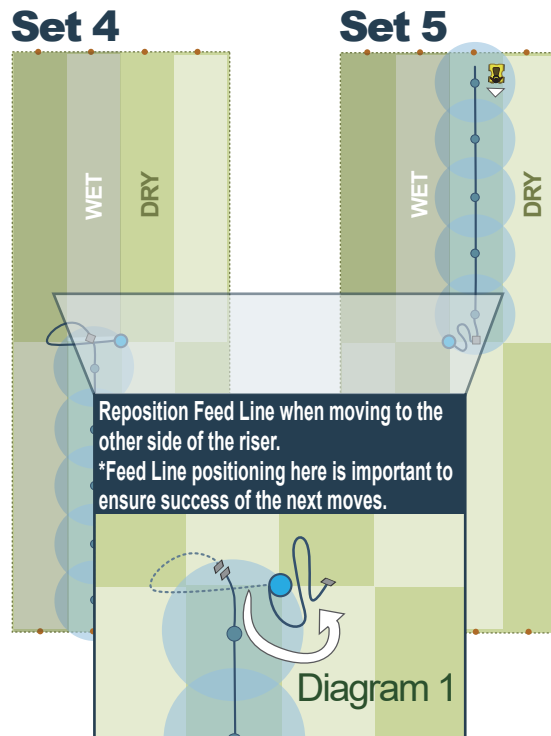 Set 4
Set 5
WET
DRY
WET
DRY
Reposition Feed Line when moving to the
other side of the riser.
*Feed Line positioning here is important to
ensure success of the next moves.
Diagram 1